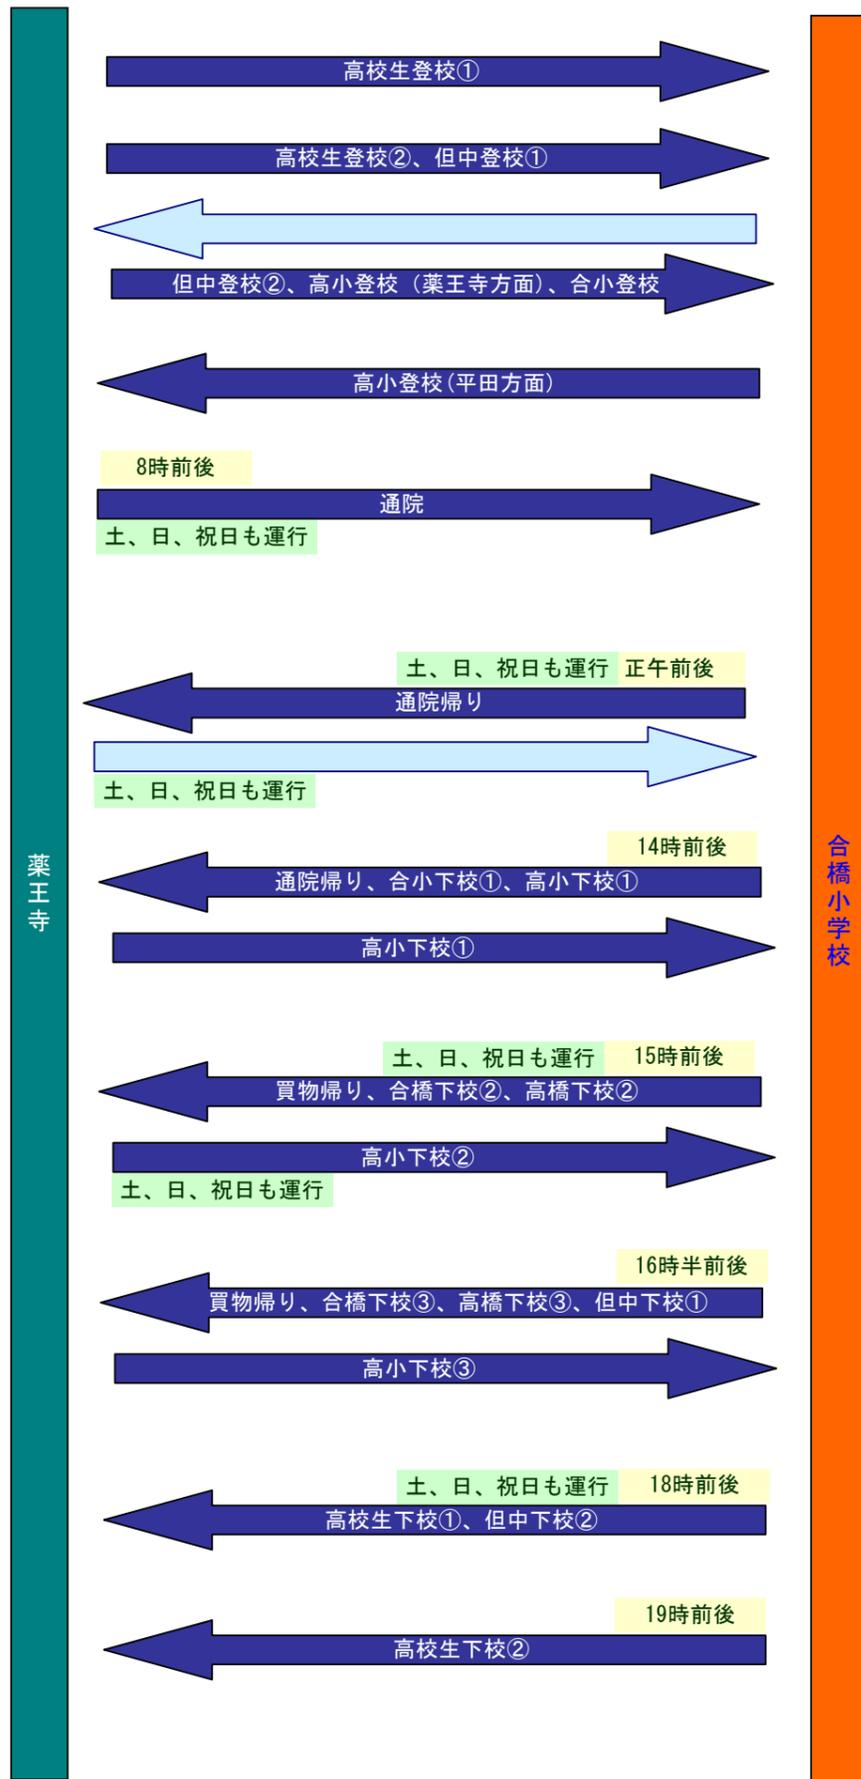 高校生登校①
高校生登校②、但中登校①
但中登校②、高小登校（薬王寺方面）、合小登校
高小登校(平田方面)
8時前後
通院
土、日、祝日も運行
土、日、祝日も運行
正午前後
通院帰り
土、日、祝日も運行
14時前後
通院帰り、合小下校①、高小下校①
高小下校①
土、日、祝日も運行
15時前後
買物帰り、合橋下校②、高橋下校②
高小下校②
土、日、祝日も運行
16時半前後
買物帰り、合橋下校③、高橋下校③、但中下校①
高小下校③
土、日、祝日も運行
18時前後
高校生下校①、但中下校②
19時前後
高校生下校②
薬王寺
合橋小学校